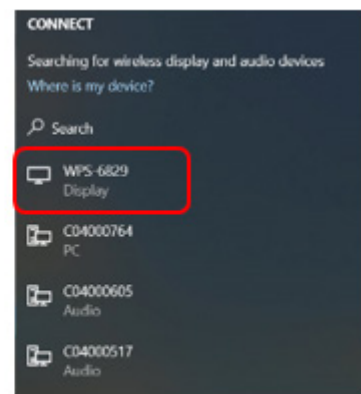 CONNECT
Searching for wireless display and audio devices
Where is my device?
Search
WPS-6829
Display
C04000764
PC
C04000605
Audio
C04000517
Audio